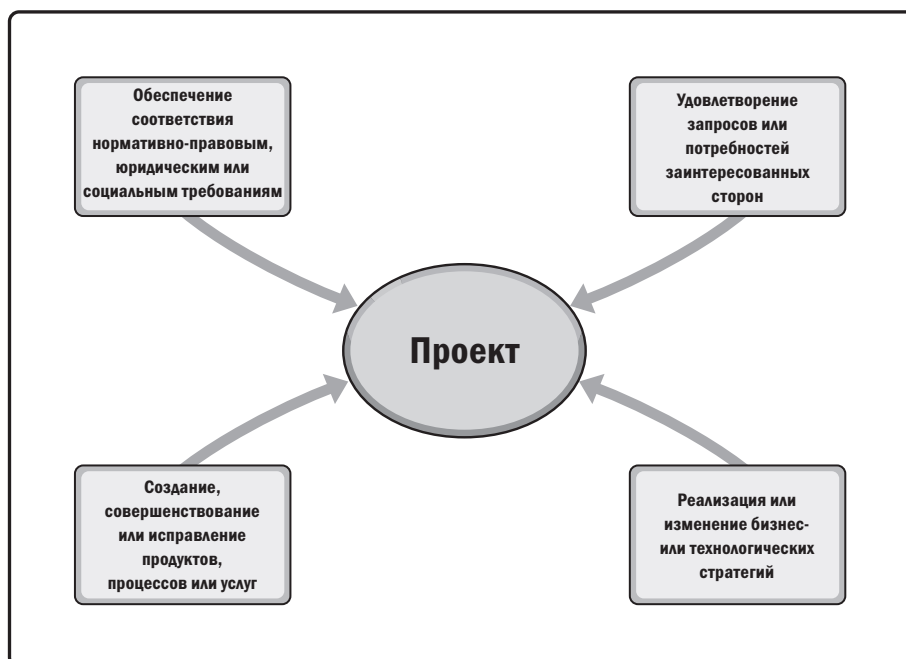 Обеспечение
соответствия
нормативно-правовым,
юридическим или
социальным требованиям
Удовлетворение
запросов или
потребностей
заинтересованных
сторон
Проект
Создание,
совершенствование
или исправление
продуктов,
процессов или услуг
Реализация или
изменение бизнес-
или технологических
стратегий